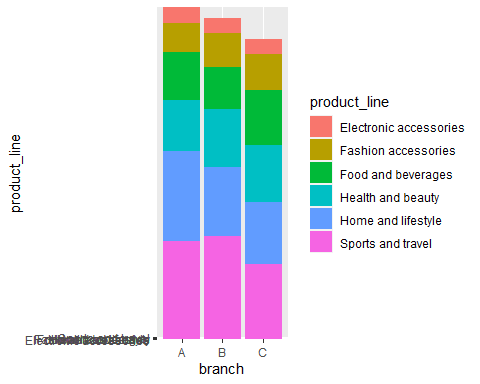 product_line
A
B
C
branch
product_line
Electronic accessories
Fashion accessories
Food and beverages
Health and beauty
Home and lifestyle
Sports and travel